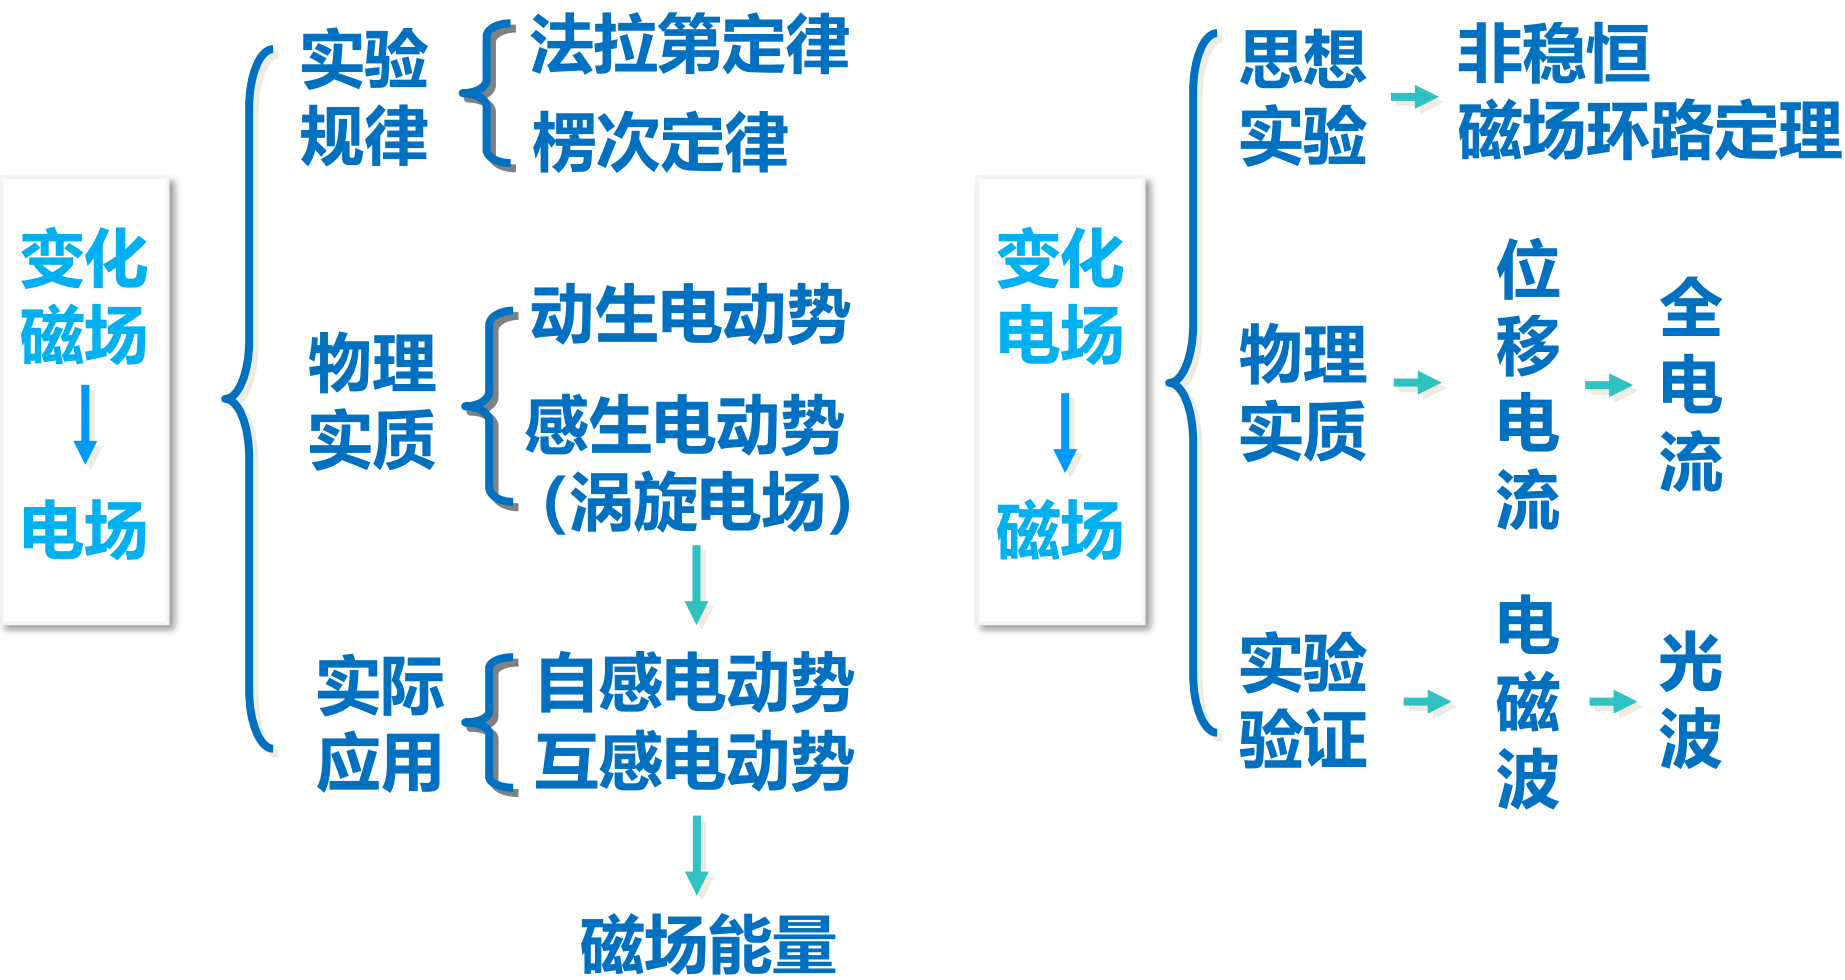 变化
磁场
电场
实验
规律
法拉第定律
楞次定律
物理
实质
动生电动势
感生电动势
(涡旋电场)
实际
应用
自感电动势
互感电动势
磁场能量
变化
电场
磁场
思想
实验
非稳恒
磁场环路定理
物理
实质
位移电流
全电流
实验
验证
电磁波
光波